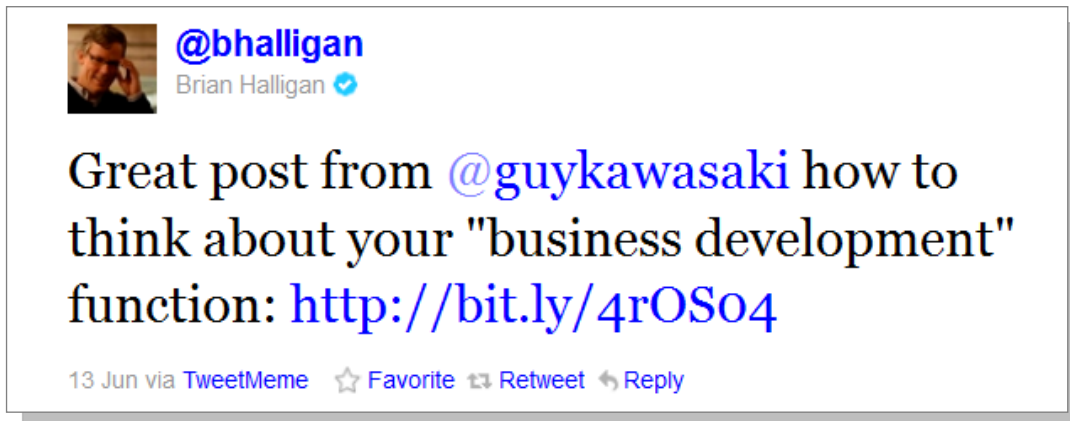 @bhalligan
Brian Halligan
Great post from @guykawasaki how to
think about your "business development"
function: http://bit.ly/4rOSo4
13 Jun via TweetMeme Favorite Retweet Reply